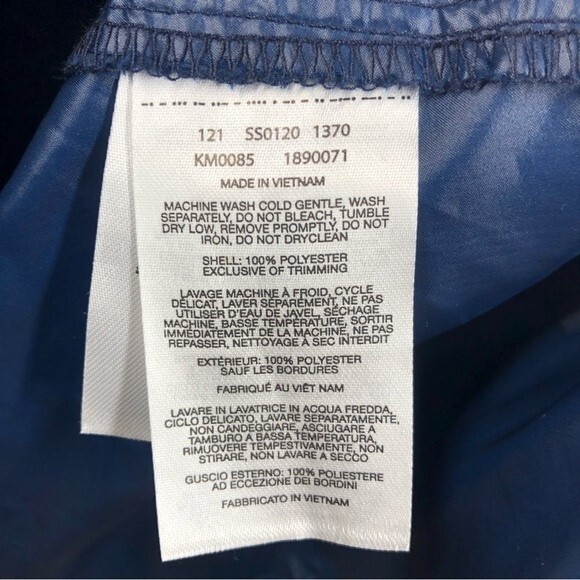 121 SS0120 1370
KM0085 1890071
MADE IN VIETNAM
MACHINE WASH COLD GENTLE, WASH
SEPARATELY, DO NOT BLEACH, TUMBLE
DRY LOW, REMOVE PROMPTLY, DO NOT
IRON, DO NOT DRYCLEAN
SHELL: 100% POLYESTER
EXCLUSIVE OF TRIMMING
LAVAGE MACHINE À FROID, CYCLE
DÉLICAT, LAVER SÉPAREMENT, NE PAS
UTILISER D'EAU DE JAVEL, SÉCHAGE
MACHINE, BASSE TEMPÉRATURE, SORTIR
IMMÉDIATEMENT DE LA MACHINE, NE PAS
REPASSER, NETTOYAGE À SEC INTERDIT
EXTÉRIEUR: 100% POLYESTER
SAUF LES BORDURES
FABRIQUÉ AU VIÊT NAM
LAVARE IN LAVATRICE IN ACQUA FREDDA,
CICLO DELICATO, LAVARE SEPARATAMENTE,
NON CANDEGGIARE, ASCIUGARE A
TAMBURO A BASSA TEMPERATURA,
RIMUOVERE TEMPESTIVAMENTE, NON
STIRARE, NON LAVARE A SECCO
GUSCIO ESTERNO: 100% POLIESTERE
AD ECCEZIONE DEI BORDINI
FABBRICATO IN VIETNAM